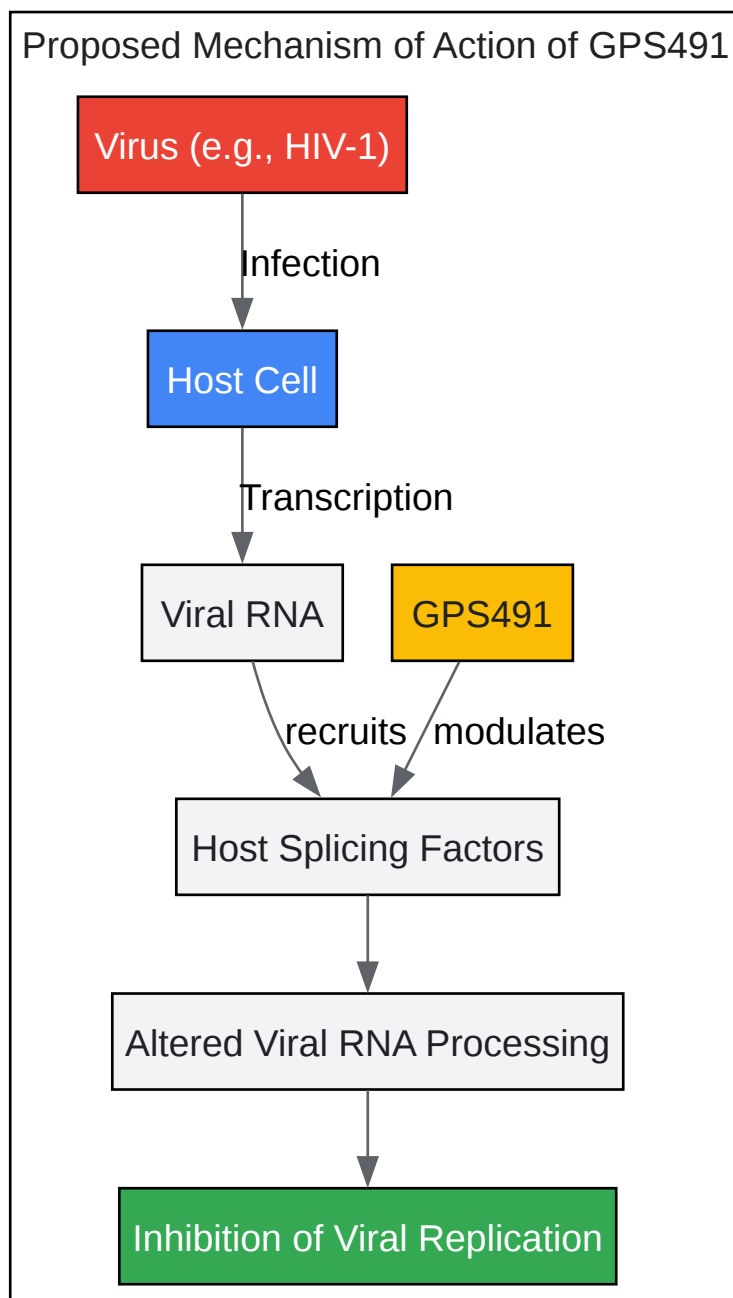 Proposed Mechanism of Action of GPS491
Virus (e.g., HIV-1)
Infection
Host Cell
Transcription
Viral RNA
GPS491
recruits
modulates
Host Splicing Factors
Altered Viral RNA Processing
Inhibition of Viral Replication